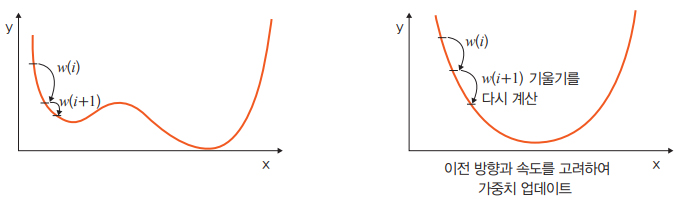 y
w(i)
w(i+1)
x
y
w(i)
w(i+1) 기울기를
다시 계산
x
이전 방향과 속도를 고려하여
가중치 업데이트